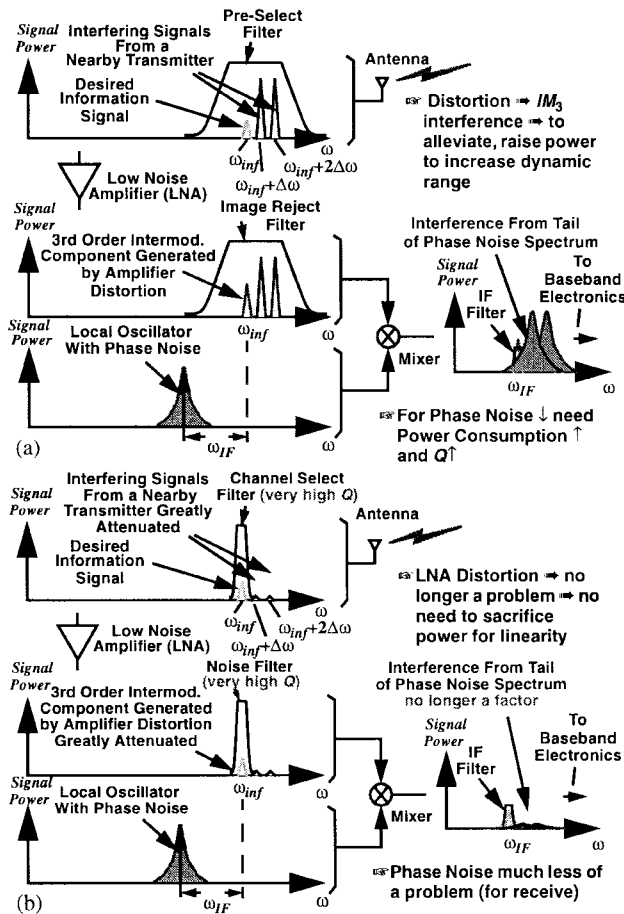 Signal
Power
Pre-Select
Filter
Interfering Signals
From a
Nearby Transmitter
Desired
Information
Signal
Antenna
ω
ωinf
ωinf+Δω
ωinf+2Δω
☞ Distortion ➠ IM3
interference ➠ to
alleviate, raise power
to increase dynamic
range
Low Noise
Amplifier (LNA)
Signal
Power
Image Reject
Filter
3rd Order Intermod.
Component Generated
by Amplifier
Distortion
ωinf
ω
Interference From Tail
of Phase Noise Spectrum
Signal
Power
To
Baseband
Electronics
IF
Filter
ωIF
ω
Mixer
Signal
Power
Local Oscillator
With Phase Noise
ωIF
ω
☞For Phase Noise ↓ need
Power Consumption ↑
and Q↑
(a)
Signal
Power
Interfering Signals
From a Nearby
Transmitter Greatly
Attenuated
Channel Select
Filter (very high Q)
Desired
Information
Signal
Antenna
ω
ωinf
ωinf+Δω
ωinf+2Δω
☞ LNA Distortion ➠ no
longer a problem ➠ no
need to sacrifice
power for linearity
Low Noise
Amplifier (LNA)
Signal
Power
Noise Filter
(very high Q)
3rd Order Intermod.
Component Generated
by Amplifier Distortion
Greatly Attenuated
ωinf
ω
Interference From Tail
of Phase Noise Spectrum
no longer a factor
Signal
Power
To
Baseband
Electronics
IF
Filter
ωIF
ω
Mixer
Signal
Power
Local Oscillator
With Phase Noise
ωIF
ω
☞Phase Noise much less of
a problem (for receive)
(b)